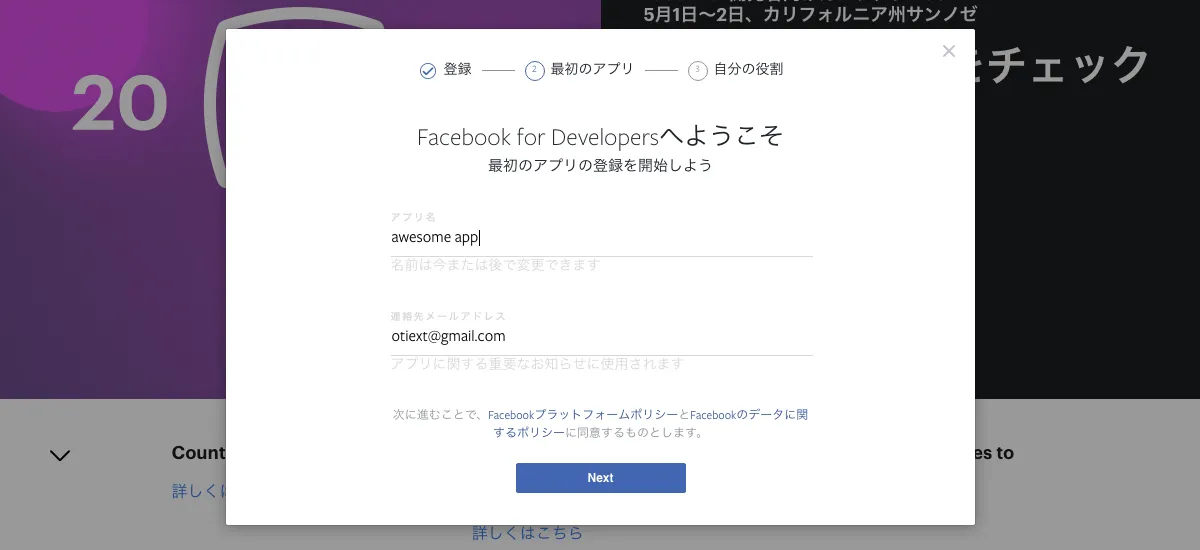 5月1日〜2日、カリフォルニア州サンノゼ
20
チェック
登録
2 最初のアプリ
3 自分の役割
Facebook for Developersへようこそ
最初のアプリの登録を開始しよう
アプリ名
awesome app
名前は今または後で変更できます
連絡先メールアドレス
otiext@gmail.com
アプリに関する重要なお知らせに使用されます
次に進むことで、FacebookプラットフォームポリシーとFacebookのデータに関
するポリシーに同意するものとします。
Next
Count
es to
詳しく
詳しくはこちら